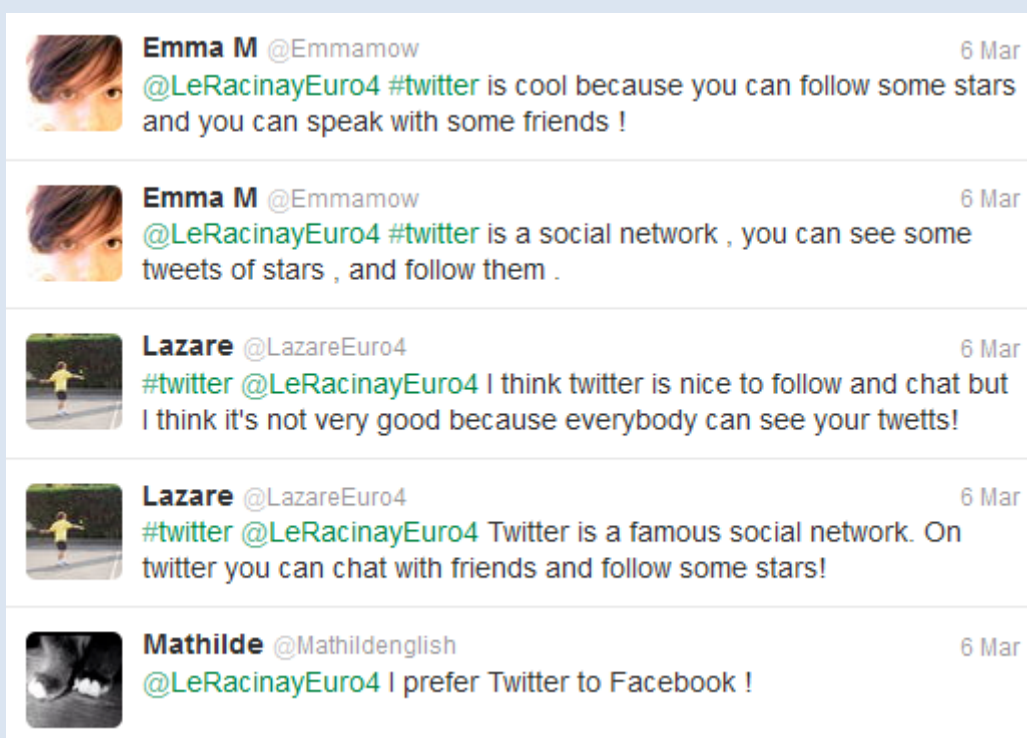 Emma M @Emmamow 6 Mar
@LeRacinayEuro4 #twitter is cool because you can follow some stars
and you can speak with some friends !
Emma M @Emmamow 6 Mar
@LeRacinayEuro4 #twitter is a social network , you can see some
tweets of stars , and follow them .
Lazare @LazareEuro4 6 Mar
#twitter @LeRacinayEuro4 I think twitter is nice to follow and chat but
I think it's not very good because everybody can see your twetts!
Lazare @LazareEuro4 6 Mar
#twitter @LeRacinayEuro4 Twitter is a famous social network. On
twitter you can chat with friends and follow some stars!
Mathilde @Mathildenglish 6 Mar
@LeRacinayEuro4 I prefer Twitter to Facebook !